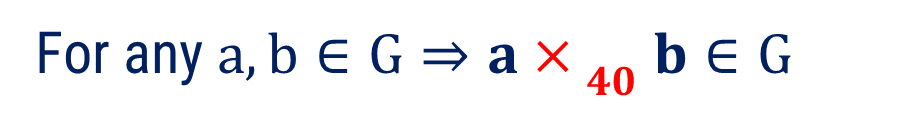 For any a, b ∈ G ⇒ a × ₄₀ b ∈ G